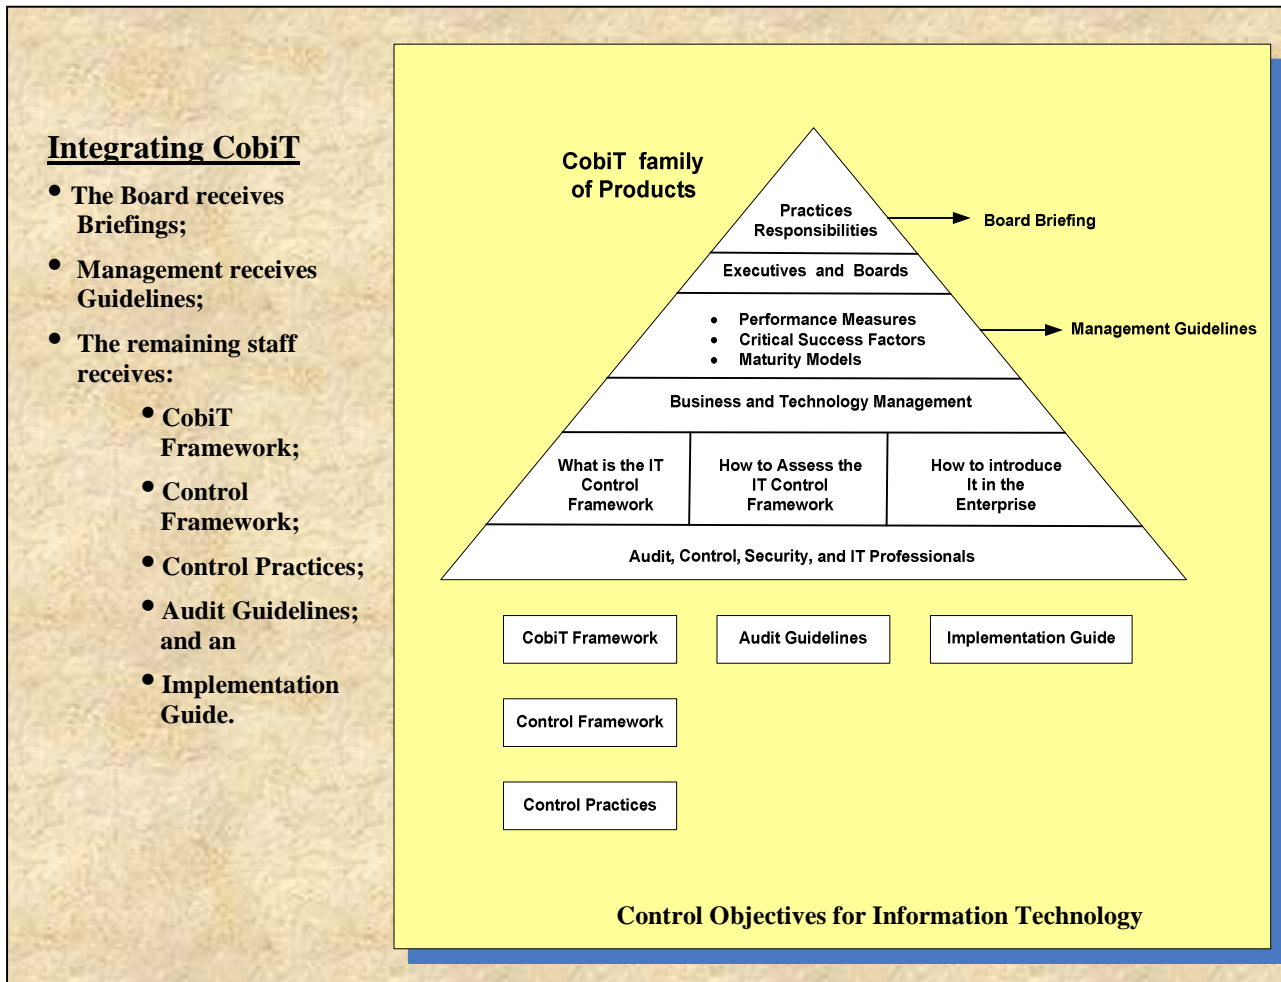 Integrating CobiT
• The Board receives
Briefings;
• Management receives
Guidelines;
• The remaining staff
receives:
• CobiT
Framework;
• Control
Framework;
• Control Practices;
• Audit Guidelines;
and an
• Implementation
Guide.
CobiT family
of Products
Practices
Responsibilities
Board Briefing
Executives and Boards
• Performance Measures
• Critical Success Factors
• Maturity Models
Management Guidelines
Business and Technology Management
What is the IT
Control
Framework
How to Assess the
IT Control
Framework
How to introduce
It in the
Enterprise
Audit, Control, Security, and IT Professionals
CobiT Framework
Audit Guidelines
Implementation Guide
Control Framework
Control Practices
Control Objectives for Information Technology